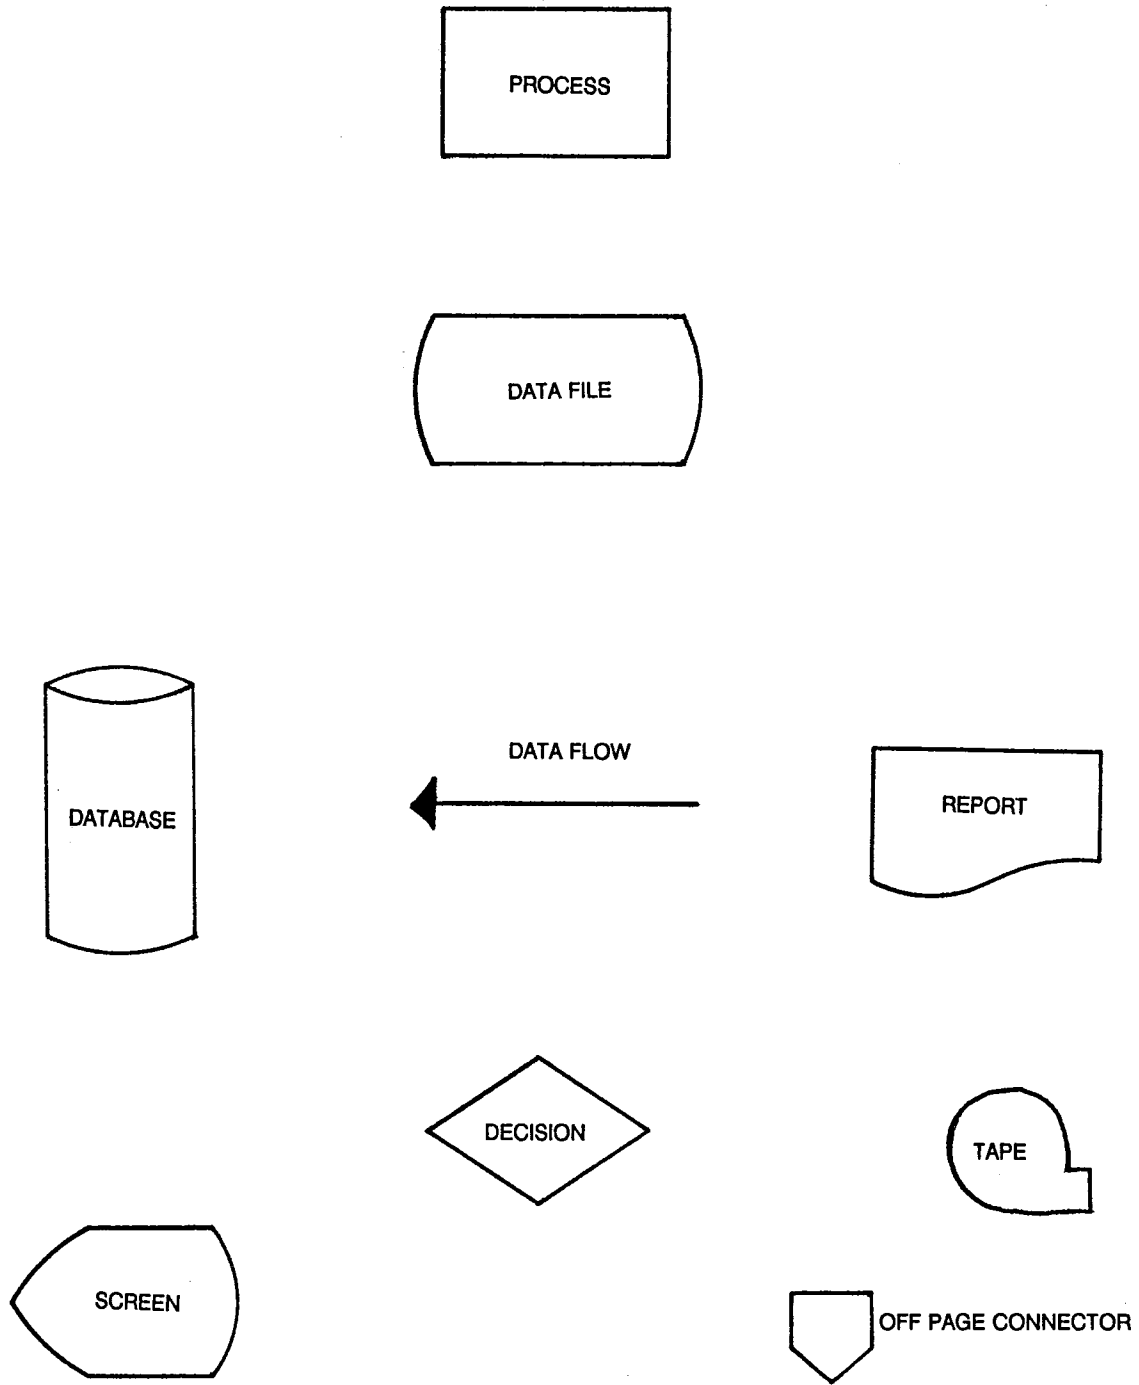 PROCESS
DATA FILE
DATA FLOW
REPORT
DATABASE
DECISION
TAPE
SCREEN
OFF PAGE CONNECTOR